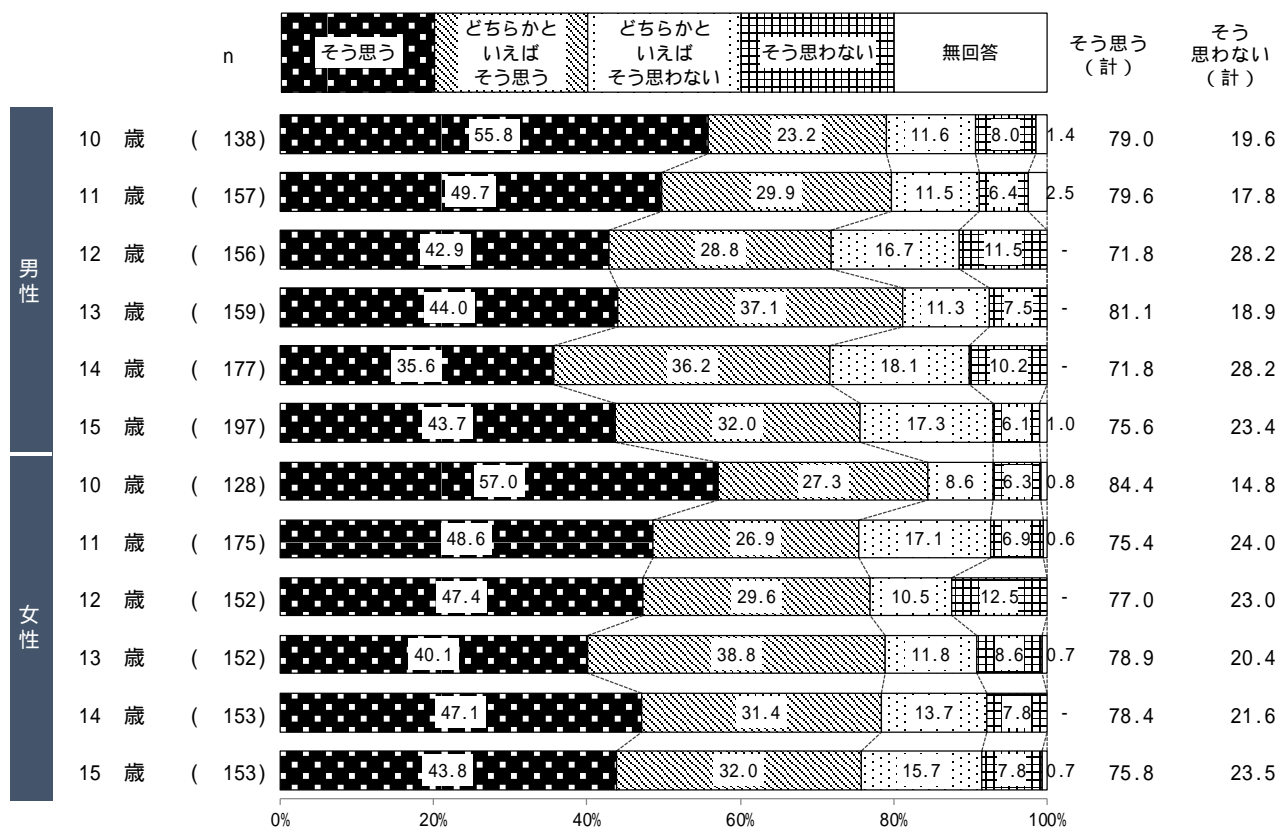 n
そう思う
どちらかと
いえば
そう思う
どちらかと
いえば
そう思わない
そう思わない
無回答
そう思う
（計）
そう
思わない
（計）
男性
10 歳 ( 138) 55.8 23.2 11.6 8.0 1.4 79.0 19.6
11 歳 ( 157) 49.7 29.9 11.5 6.4 2.5 79.6 17.8
12 歳 ( 156) 42.9 28.8 16.7 11.5 - 71.8 28.2
13 歳 ( 159) 44.0 37.1 11.3 7.5 - 81.1 18.9
14 歳 ( 177) 35.6 36.2 18.1 10.2 - 71.8 28.2
15 歳 ( 197) 43.7 32.0 17.3 6.1 1.0 75.6 23.4
女性
10 歳 ( 128) 57.0 27.3 8.6 6.3 0.8 84.4 14.8
11 歳 ( 175) 48.6 26.9 17.1 6.9 0.6 75.4 24.0
12 歳 ( 152) 47.4 29.6 10.5 12.5 - 77.0 23.0
13 歳 ( 152) 40.1 38.8 11.8 8.6 0.7 78.9 20.4
14 歳 ( 153) 47.1 31.4 13.7 7.8 - 78.4 21.6
15 歳 ( 153) 43.8 32.0 15.7 7.8 0.7 75.8 23.5
0% 20% 40% 60% 80% 100%